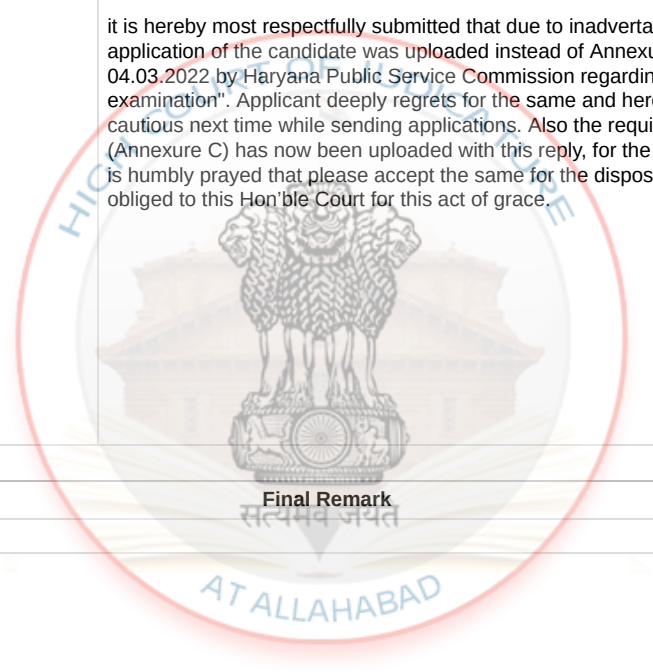 it is hereby most respectfully submitted that due to inadverta
application of the candidate was uploaded instead of Annexu
04.03.2022 by Haryana Public Service Commission regardin
examination". Applicant deeply regrets for the same and here
cautious next time while sending applications. Also the requi
(Annexure C) has now been uploaded with this reply, for the
is humbly prayed that please accept the same for the dispos
obliged to this Hon'ble Court for this act of grace.
HIGH COURT OF JUDICATURE
Final Remark
सत्यमेव जयते
AT ALLAHABAD